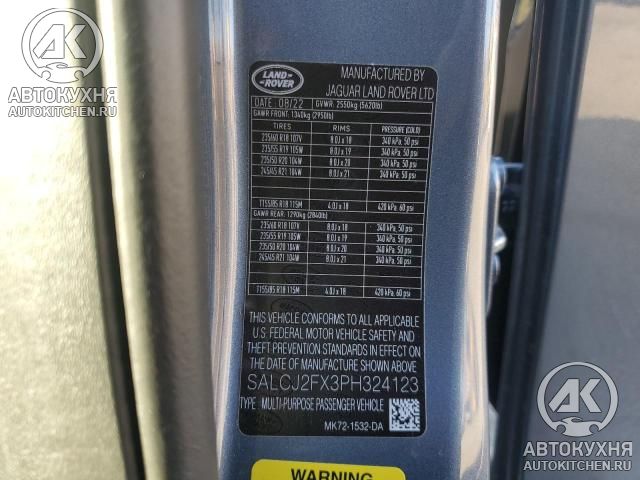 AK
АВТОКУХНЯ
AUTOKITCHEN.RU
LAND ROVER
MANUFACTURED BY
JAGUAR LAND ROVER LTD
DATE: 08/22 GVWR: 2550kg (5620lb)
GAWR FRONT: 1340kg (2950lb)
TIRES RIMS PRESSURE (COLD)
235/60 R18 107V 8.0J x 18 340 kPa, 50 psi
235/55 R19 105W 8.0J x 19 340 kPa, 50 psi
235/50 R20 104W 8.0J x 20 340 kPa, 50 psi
245/45 R21 104W 8.0J x 21 340 kPa, 50 psi
T155/85 R18 115M 4.0J x 18 420 kPa, 60 psi
GAWR REAR: 1290kg (2840lb)
235/60 R18 107V 8.0J x 18 340 kPa, 50 psi
235/55 R19 105W 8.0J x 19 340 kPa, 50 psi
235/50 R20 104W 8.0J x 20 340 kPa, 50 psi
245/45 R21 104W 8.0J x 21 340 kPa, 50 psi
T155/85 R18 115M 4.0J x 18 420 kPa, 60 psi
THIS VEHICLE CONFORMS TO ALL APPLICABLE
U.S. FEDERAL MOTOR VEHICLE SAFETY AND
THEFT PREVENTION STANDARDS IN EFFECT ON
THE DATE OF MANUFACTURE SHOWN ABOVE
SALCJ2FX3PH324123
TYPE: MULTI-PURPOSE PASSENGER VEHICLE
MK72-1532-DA
WARNING
AK
АВТОКУХНЯ
AUTOKITCHEN.RU